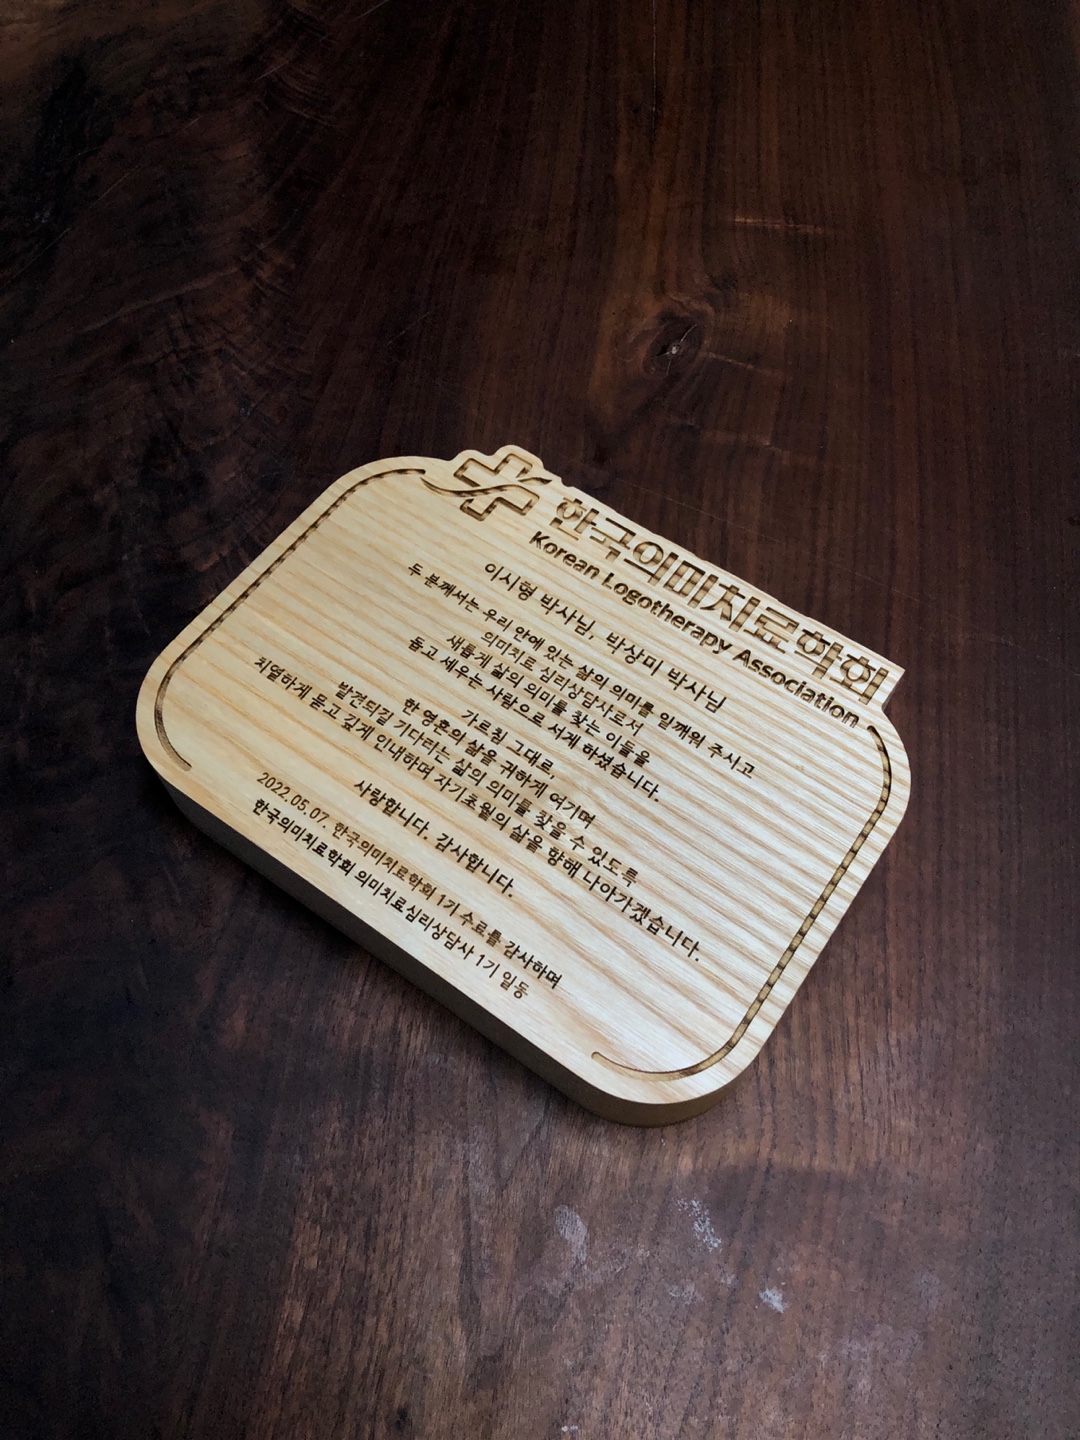 한국의미치료학회
Korean Logotherapy Association
이시형 박사님, 박상미 박사님
두 분께서는 우리 안에 있는 삶의 의미를 일깨워 주시고
의미치료 심리상담사로서
새롭게 삶의 의미를 찾는 이들을
돕고 세우는 사람으로 서게 하셨습니다.
가르침 그대로,
한 영혼의 삶을 귀하게 여기며
발견되길 기다리는 삶의 의미를 찾을 수 있도록
치열하게 묻고 깊게 인내하며 자기초월의 삶을 향해 나아가겠습니다.
사랑합니다. 감사합니다.
2022.05.07. 한국의미치료학회 1기 수료를 감사하며
한국의미치료학회 의미치료심리상담사 1기 일동